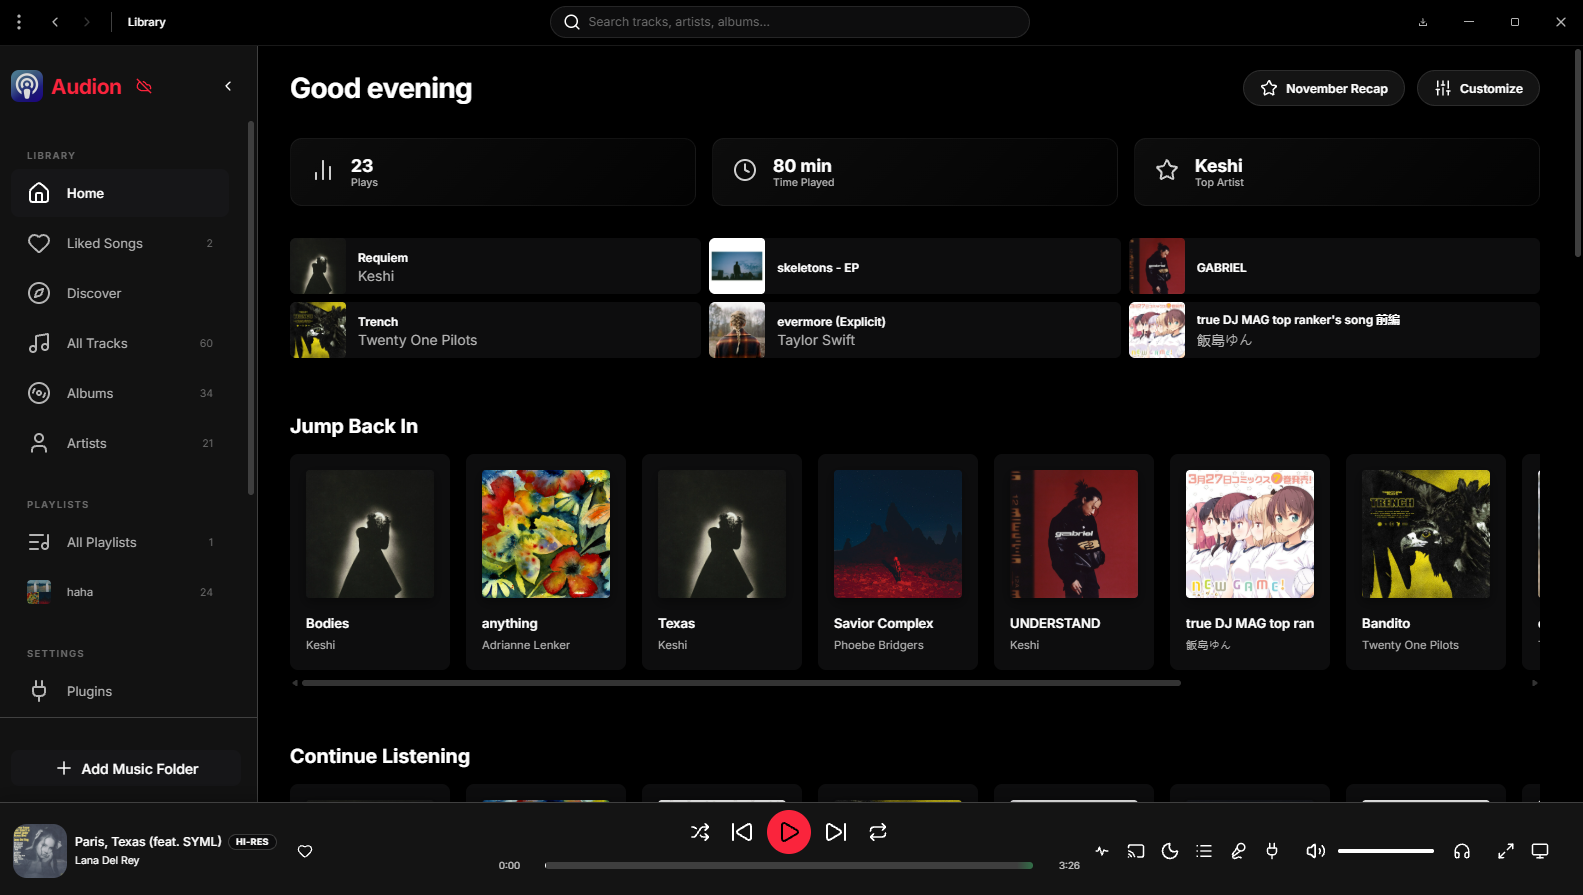 Library
Search tracks, artists, albums...
Audion
LIBRARY
Home
Liked Songs 2
Discover
All Tracks 60
Albums 34
Artists 21
PLAYLISTS
All Playlists 1
haha 24
SETTINGS
Plugins
Add Music Folder
Good evening
November Recap
Customize
23
Plays
80 min
Time Played
Keshi
Top Artist
Requiem
Keshi
skeletons - EP
GABRIEL
Trench
Twenty One Pilots
evermore (Explicit)
Taylor Swift
true DJ MAG top ranker's song 前編
飯島ゆん
Jump Back In
Bodies
Keshi
anything
Adrianne Lenker
Texas
Keshi
Savior Complex
Phoebe Bridgers
gabriel
UNDERSTAND
Keshi
NEW GAME!
true DJ MAG top ran
飯島ゆん
TRENCH
Bandito
Twenty One Pilots
Continue Listening
Paris, Texas (feat. SYML) HI-RES
Lana Del Rey
0:00
3:26